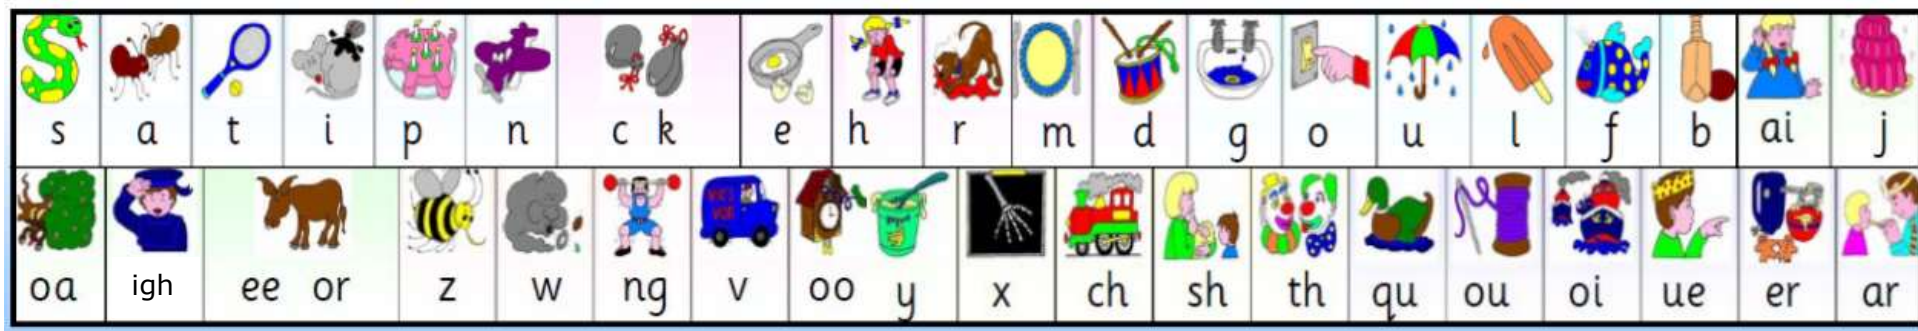 s a t i p n c k e h r m d g o u l f b ai j
oa igh ee or z w ng v oo y x ch sh th qu ou oi ue er ar